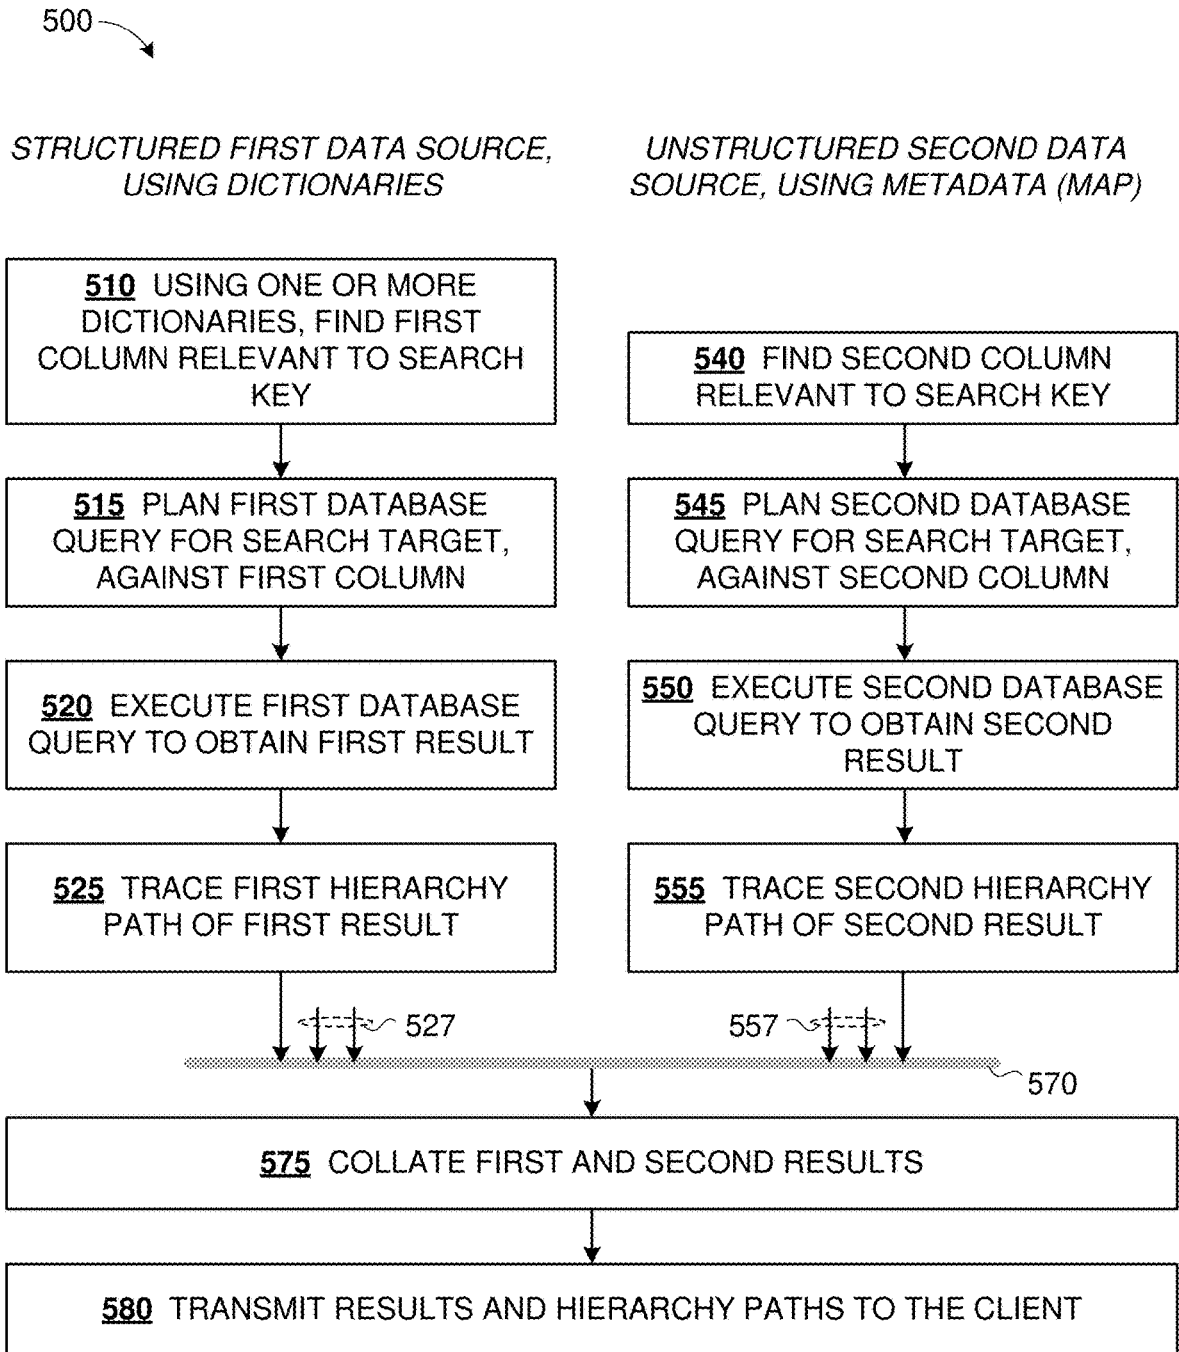 500
STRUCTURED FIRST DATA SOURCE,
USING DICTIONARIES
UNSTRUCTURED SECOND DATA
SOURCE, USING METADATA (MAP)
510 USING ONE OR MORE
DICTIONARIES, FIND FIRST
COLUMN RELEVANT TO SEARCH
KEY
540 FIND SECOND COLUMN
RELEVANT TO SEARCH KEY
515 PLAN FIRST DATABASE
QUERY FOR SEARCH TARGET,
AGAINST FIRST COLUMN
545 PLAN SECOND DATABASE
QUERY FOR SEARCH TARGET,
AGAINST SECOND COLUMN
520 EXECUTE FIRST DATABASE
QUERY TO OBTAIN FIRST RESULT
550 EXECUTE SECOND DATABASE
QUERY TO OBTAIN SECOND
RESULT
525 TRACE FIRST HIERARCHY
PATH OF FIRST RESULT
555 TRACE SECOND HIERARCHY
PATH OF SECOND RESULT
527
557
570
575 COLLATE FIRST AND SECOND RESULTS
580 TRANSMIT RESULTS AND HIERARCHY PATHS TO THE CLIENT